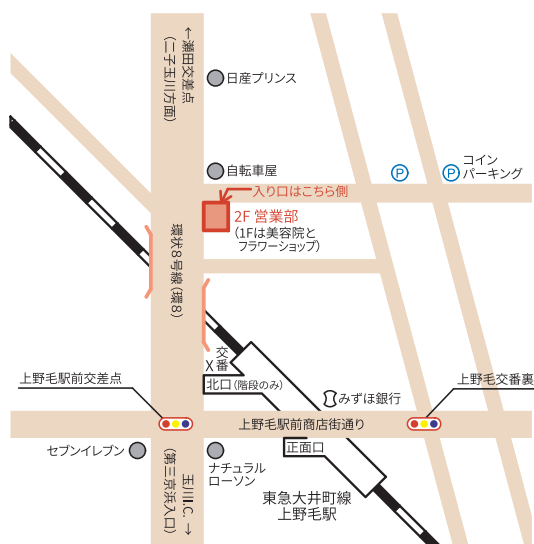 ←瀬田交差点
(二子玉川方面)
日産プリンス
自転車屋
P
P
コイン
パーキング
入り口はこちら側
2F 営業部
(1Fは美容院と
フラワーショップ)
環状8号線(環8)
交番
X
北口(階段のみ)
上野毛駅前交差点
みずほ銀行
上野毛交番裏
上野毛駅前商店街通り
セブンイレブン
ナチュラル
ローソン
正面口
玉川I.C.→
(第三京浜入口)
東急大井町線
上野毛駅